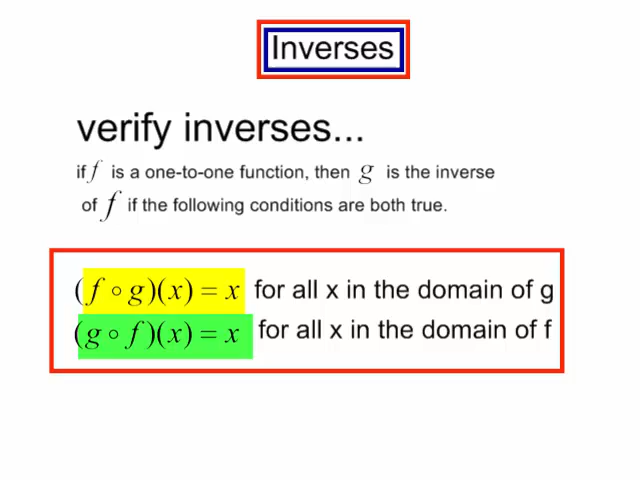 Inverses
verify inverses...
if f is a one-to-one function, then g is the inverse
of f if the following conditions are both true.
(f ∘ g)(x) = x for all x in the domain of g
(g ∘ f)(x) = x for all x in the domain of f